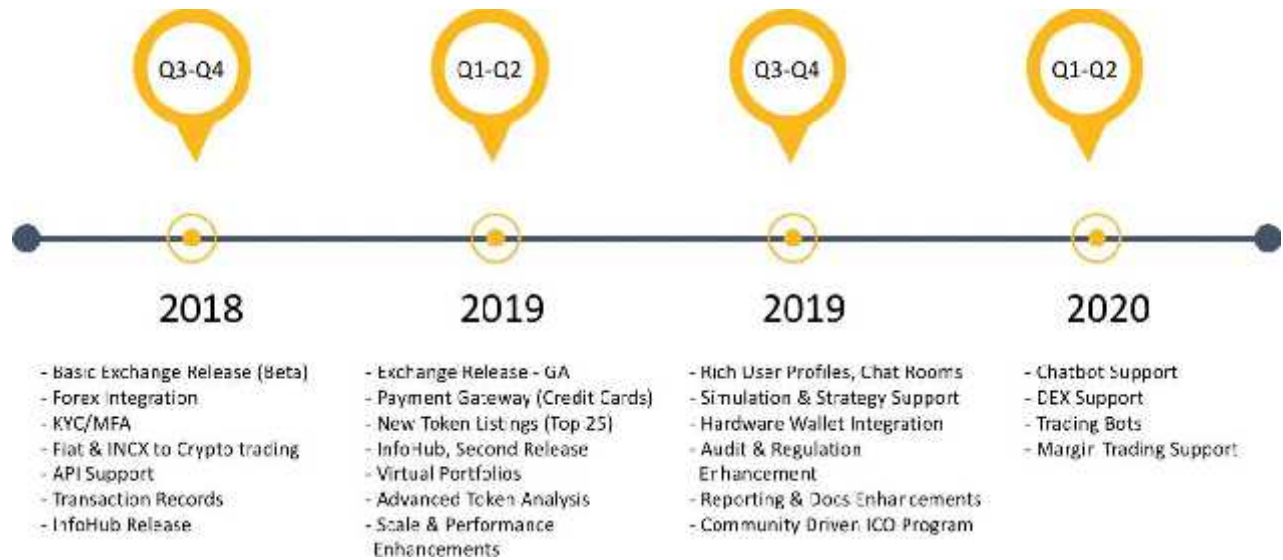 Q3-Q4
Q1-Q2
Q3-Q4
Q1-Q2
2018
2019
2019
2020
- Basic Exchange Release (Beta)
- Forex Integration
- KYC/MFA
- Fiat & INCX to Crypto trading
- API Support
- Transaction Records
- InfoHub Release
- Exchange Release - GA
- Payment Gateway (Credit Cards)
- New Token Listings (Top 25)
- InfoHub, Second Release
- Virtual Portfolios
- Advanced Token Analysis
- Scale & Performance
Enhancements
- Rich User Profiles, Chat Rooms
- Simulation & Strategy Support
- Hardware Wallet Integration
- Audit & Regulation
Enhancement
- Reporting & Docs Enhancements
- Community Driven ICO Program
- Chatbot Support
- DEX Support
- Trading Bots
- Margin Trading Support